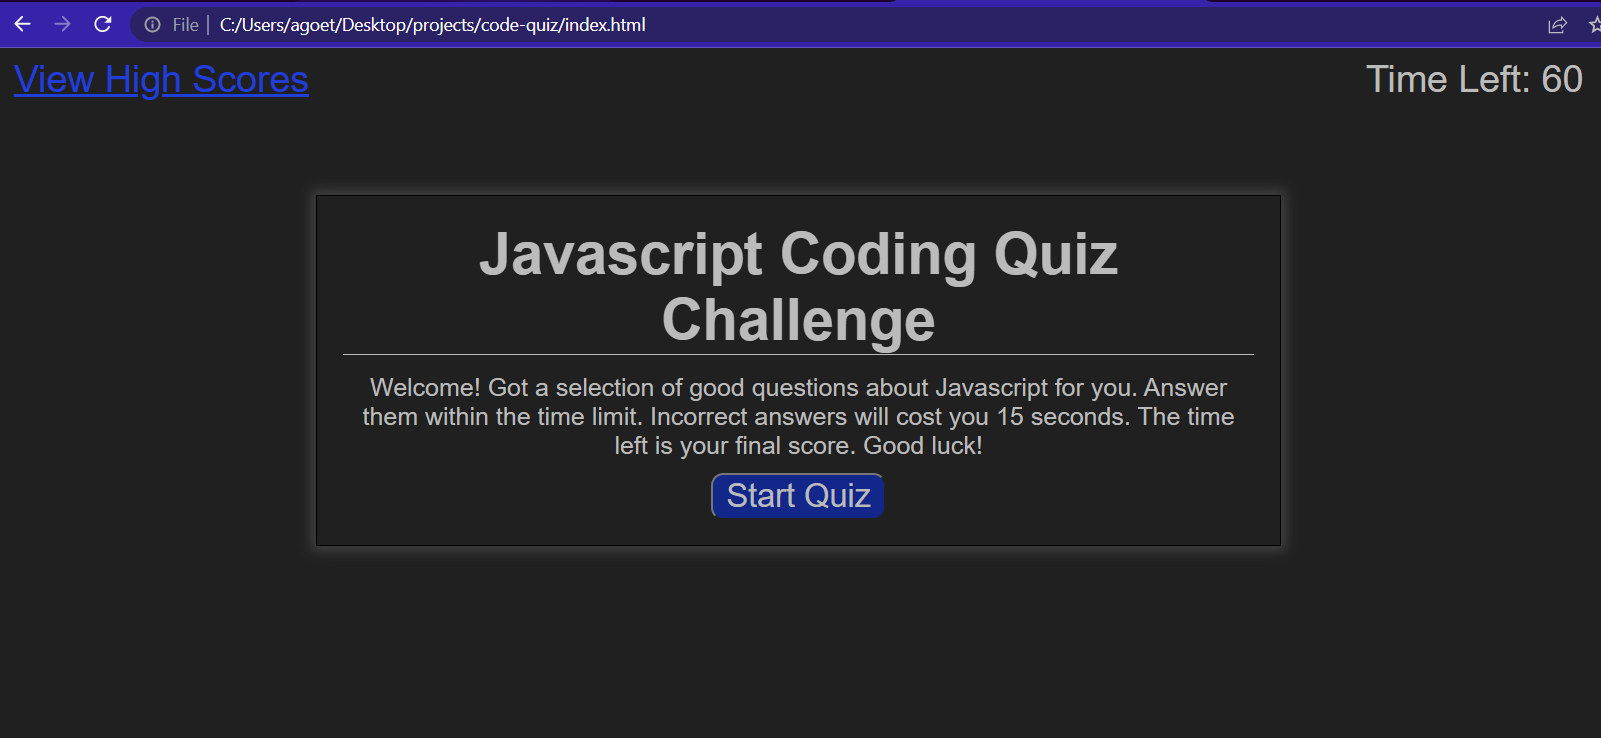 File | C:/Users/agoet/Desktop/projects/code-quiz/index.html
View High Scores
Time Left: 60
Javascript Coding Quiz
Challenge
Welcome! Got a selection of good questions about Javascript for you. Answer
them within the time limit. Incorrect answers will cost you 15 seconds. The time
left is your final score. Good luck!
Start Quiz